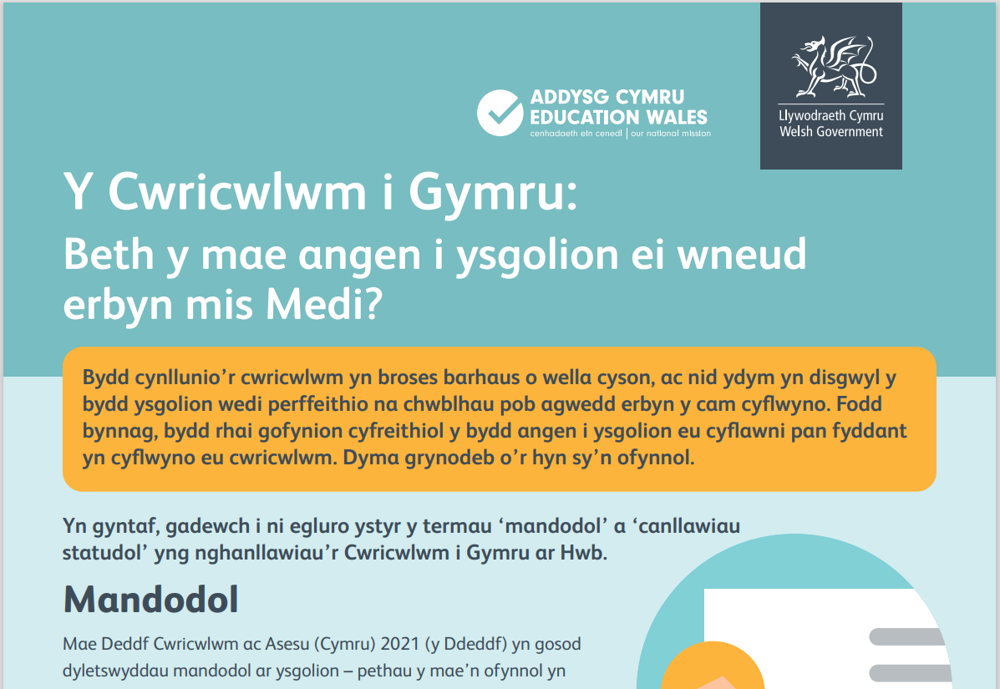 ADDYSG CYMRU
EDUCATION WALES
cenhadaeth ein cenedl | our national mission
Llywodraeth Cymru
Welsh Government
Y Cwricwlwm i Gymru:
Beth y mae angen i ysgolion ei wneud
erbyn mis Medi?
Bydd cynllunio’r cwricwlwm yn broses barhaus o wella cyson, ac nid ydym yn disgwyl y
bydd ysgolion wedi perffeithio na chwblhau pob agwedd erbyn y cam cyflwyno. Fodd
bynnag, bydd rhai gofynion cyfreithiol y bydd angen i ysgolion eu cyflawni pan fyddant
yn cyflwyno eu cwricwlwm. Dyma grynodeb o’r hyn sy’n ofynnol.
Yn gyntaf, gadewch i ni egluro ystyr y termau ‘mandodol’ a ‘canllawiau
statudol’ yng nghanllawiau’r Cwricwlwm i Gymru ar Hwb.
Mandodol
Mae Deddf Cwricwlwm ac Asesu (Cymru) 2021 (y Ddeddf) yn gosod
dyletswyddau mandodol ar ysgolion – pethau y mae’n ofynnol yn